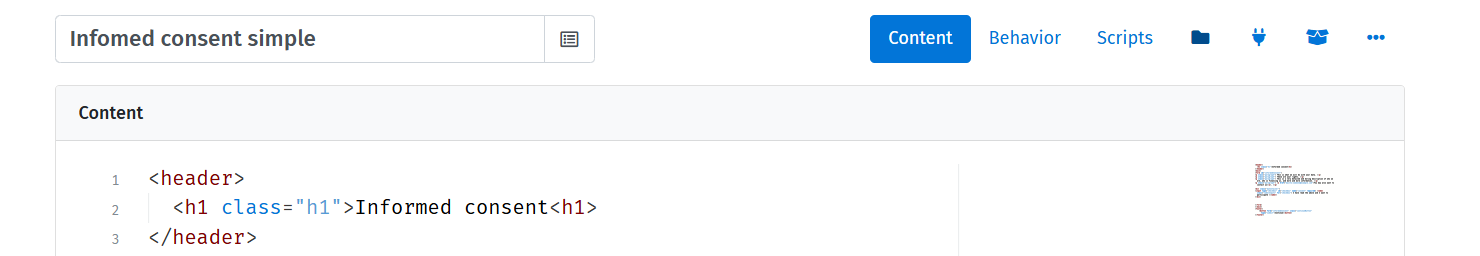 Infomed consent simple
Content Behavior Scripts
Content
1 <header>
2 <h1 class="h1">Informed consent<h1>
3 </header>